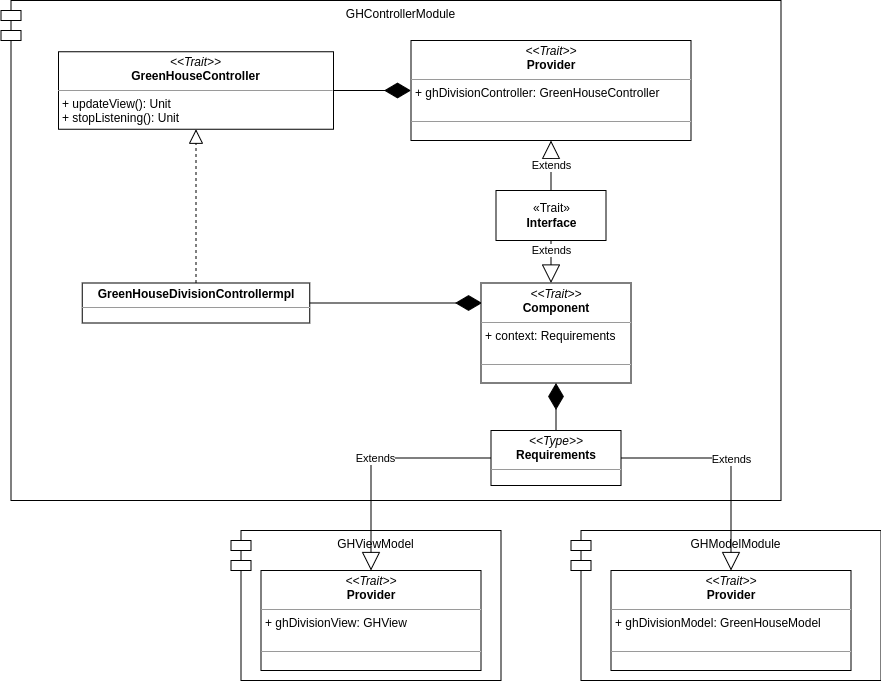 GHControllerModule
<<Trait>>
GreenHouseController
+ updateView(): Unit
+ stopListening(): Unit
<<Trait>>
Provider
+ ghDivisionController: GreenHouseController
Extends
«Trait»
Interface
Extends
GreenHouseDivisionControllermpl
<<Trait>>
Component
+ context: Requirements
<<Type>>
Requirements
Extends
Extends
GHViewModel
<<Trait>>
Provider
+ ghDivisionView: GHView
GHModelModule
<<Trait>>
Provider
+ ghDivisionModel: GreenHouseModel